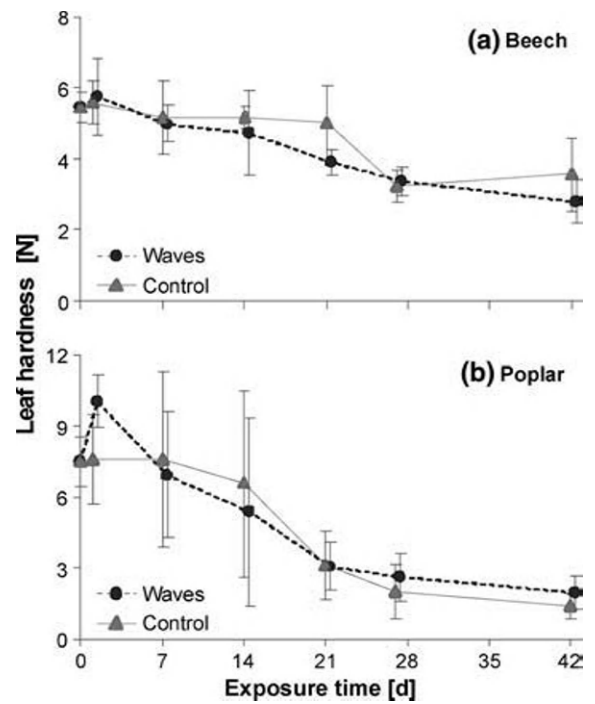 (a) Beech
8
6
4
2
0
Waves
Control
Leaf hardness [N]
(b) Poplar
12
9
6
3
0
Waves
Control
0 7 14 21 28 35 42
Exposure time [d]